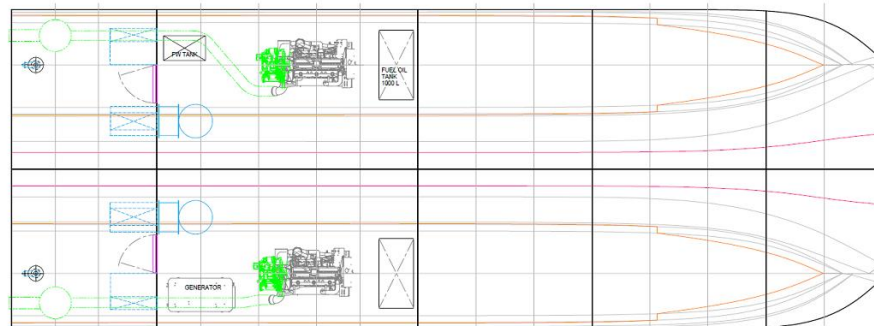 FW TANK
FUEL OIL
TANK
1000 L
GENERATOR